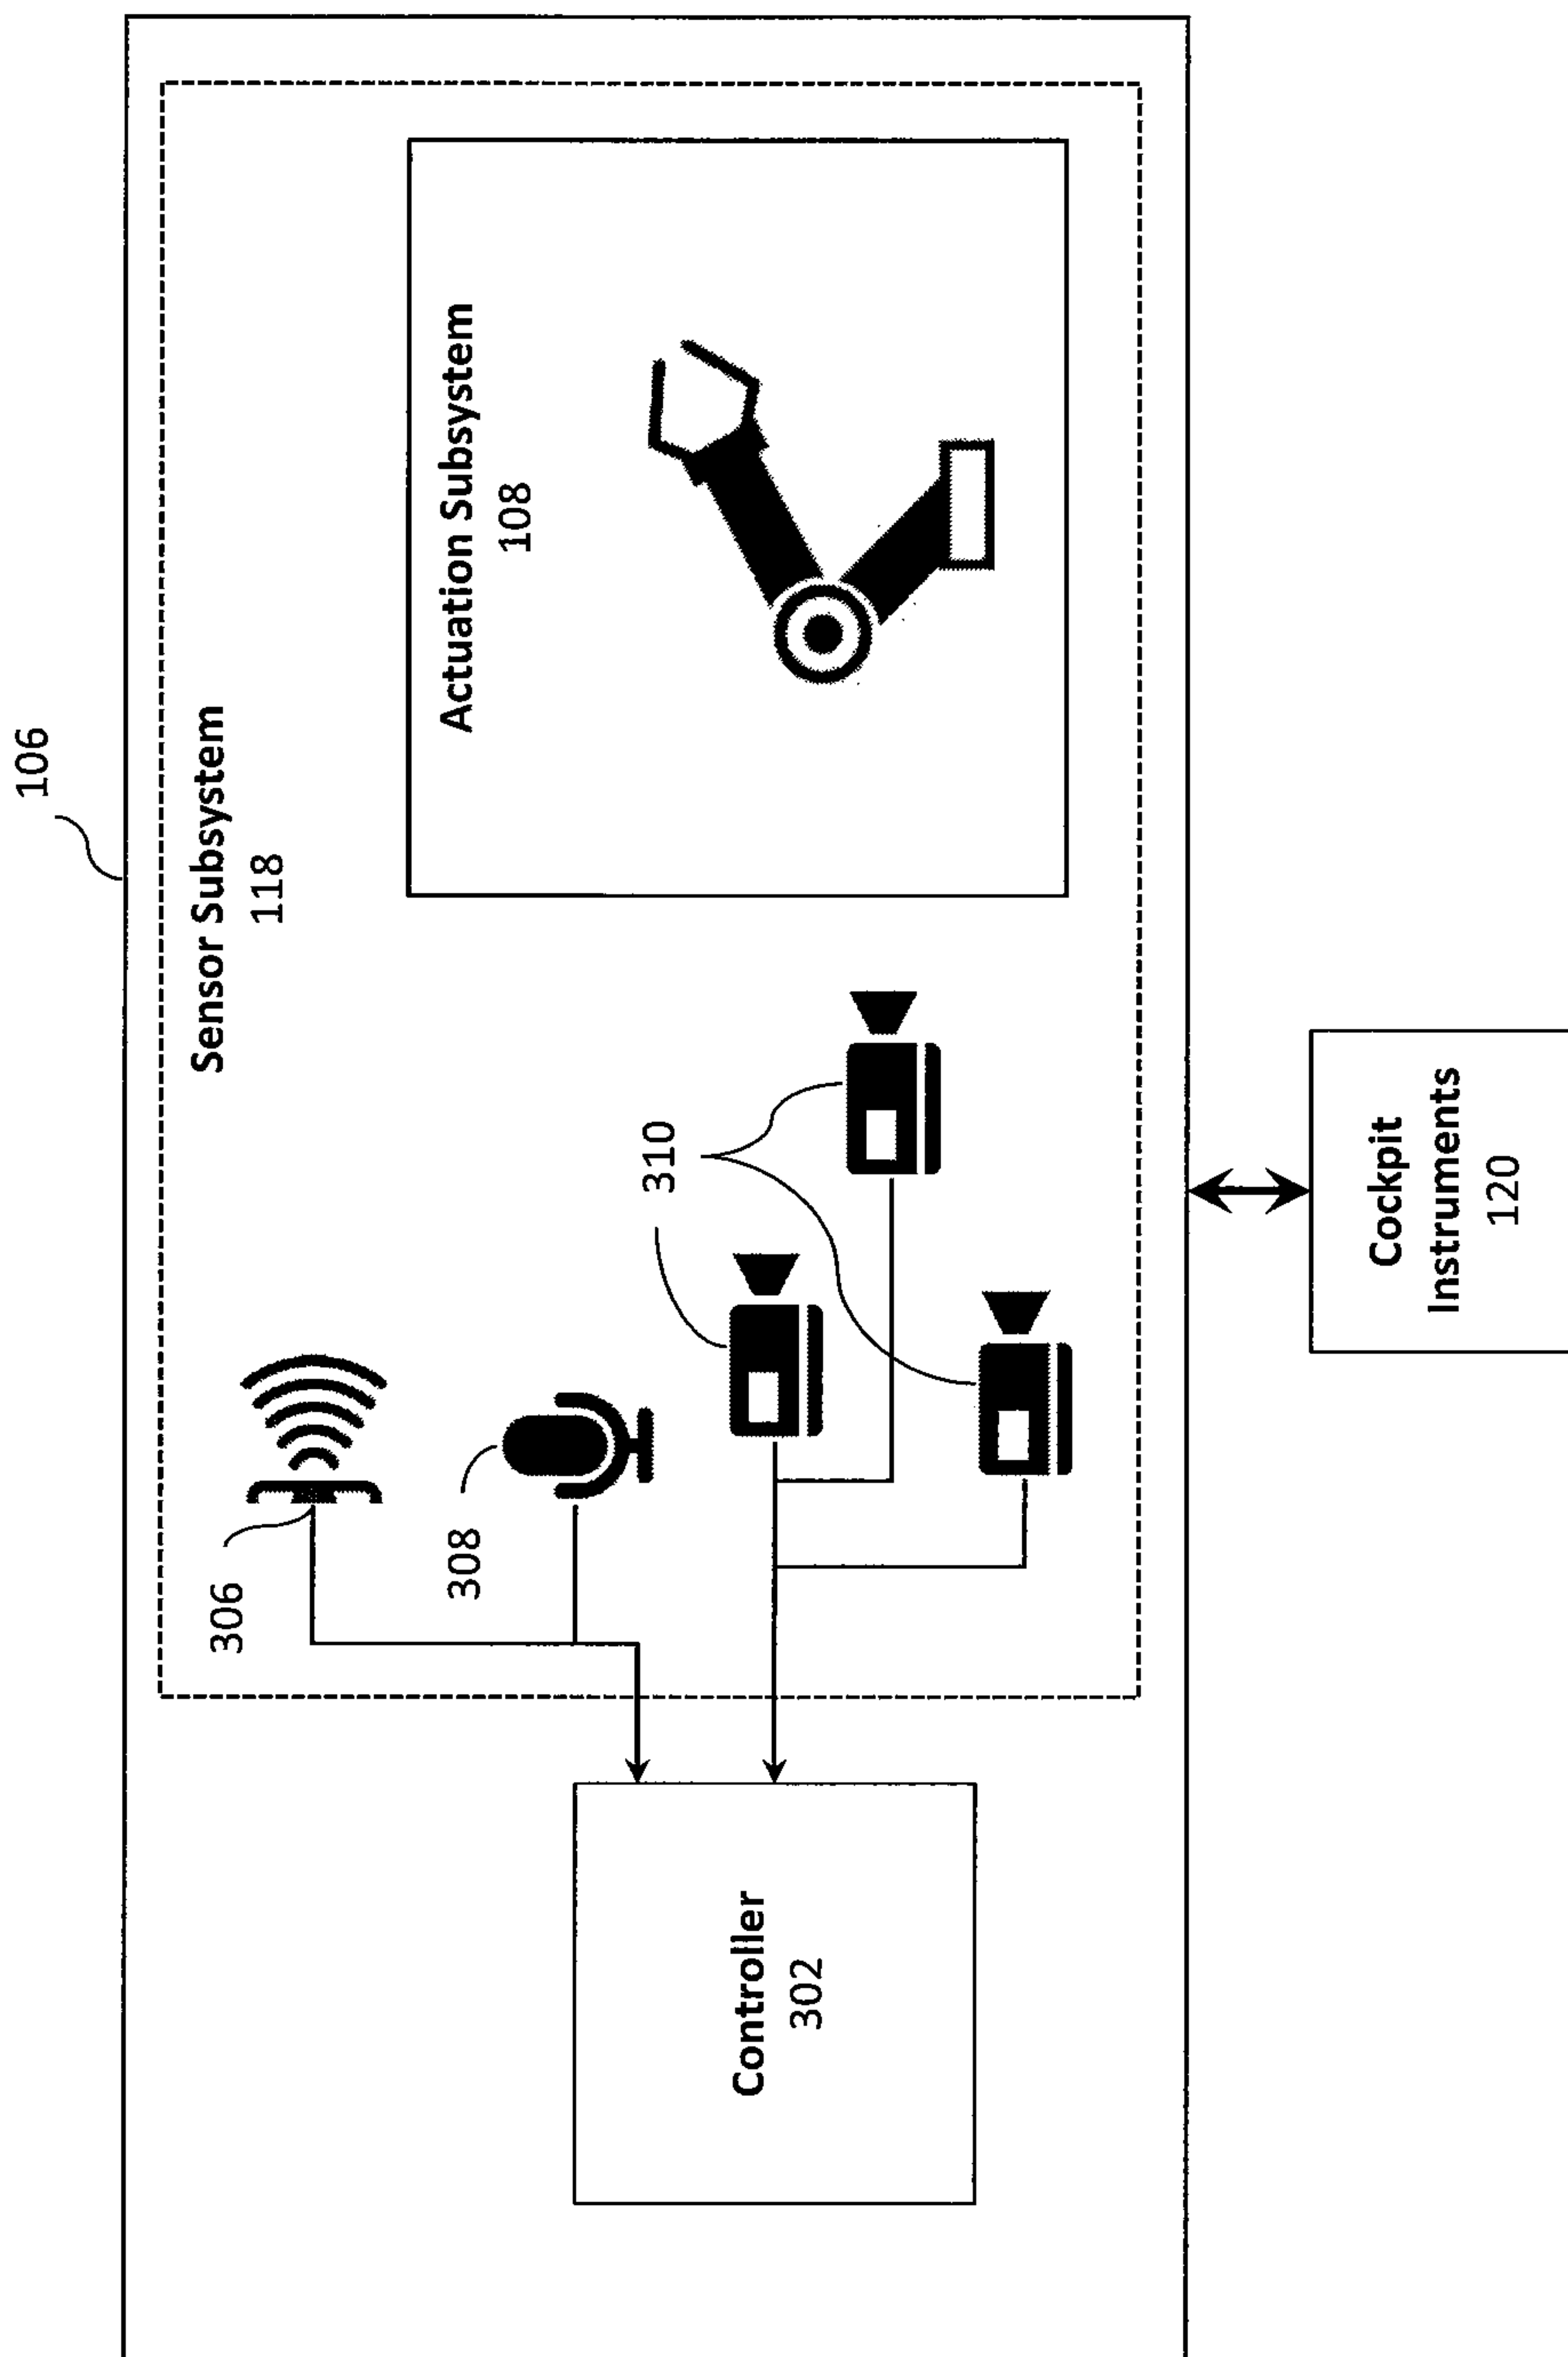 106
Sensor Subsystem
118
Actuation Subsystem
108
306
308
310
Controller
302
Cockpit
Instruments
120